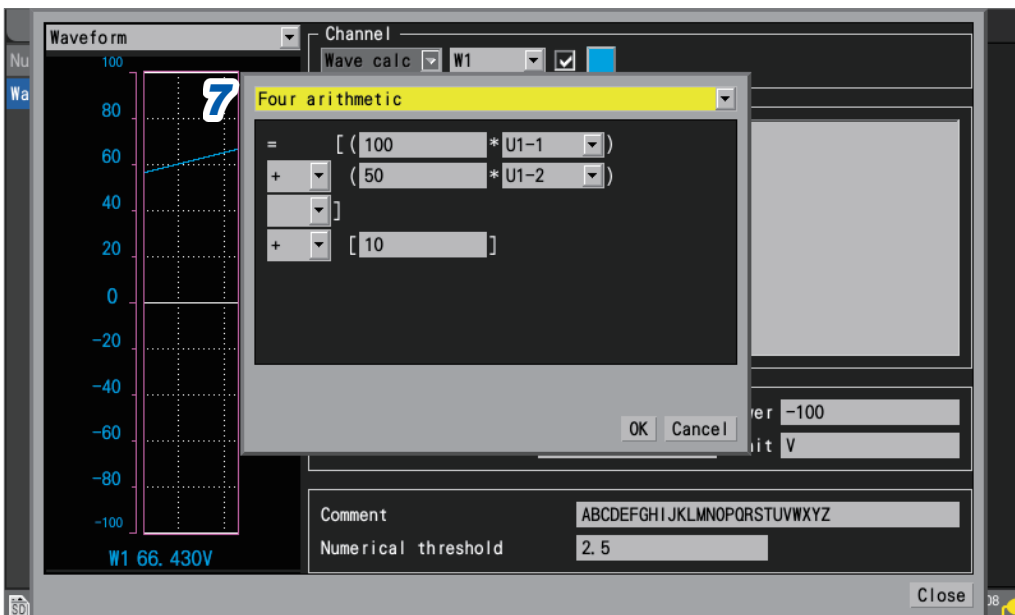 Waveform
Channel
Nu
Wave calc W1
Wa
7
Four arithmetic
= [(100 * U1-1)
+ (50 * U1-2)
]
+ [10]
OK Cancel
100
80
60
40
20
0
-20
-40
-60
-80
-100
W1 66.430V
er -100
it V
Comment ABCDEFGHIJKLMNOPQRSTUVWXYZ
Numerical threshold 2.5
Close
SD
08